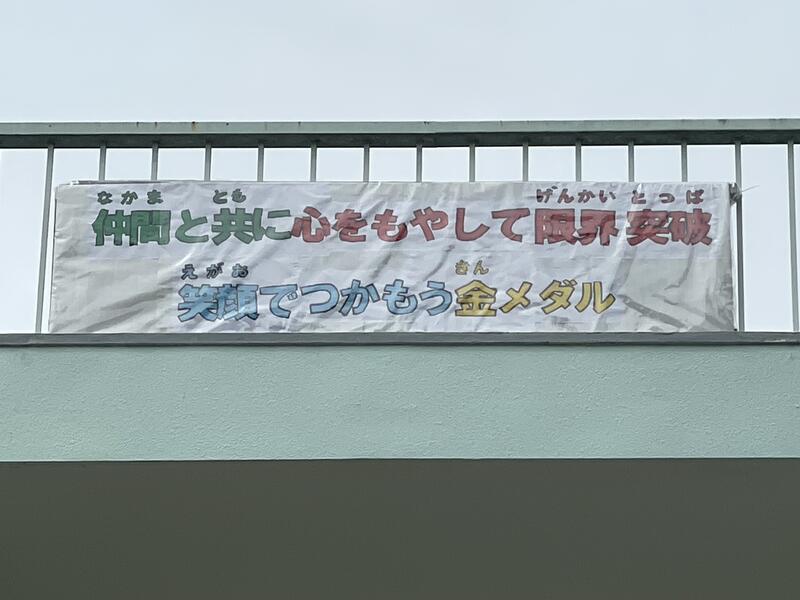 なかま とも げんかい とっぱ
仲間と共に心をもやして限界突破
えがお きん
笑顔でつかもう金メダル